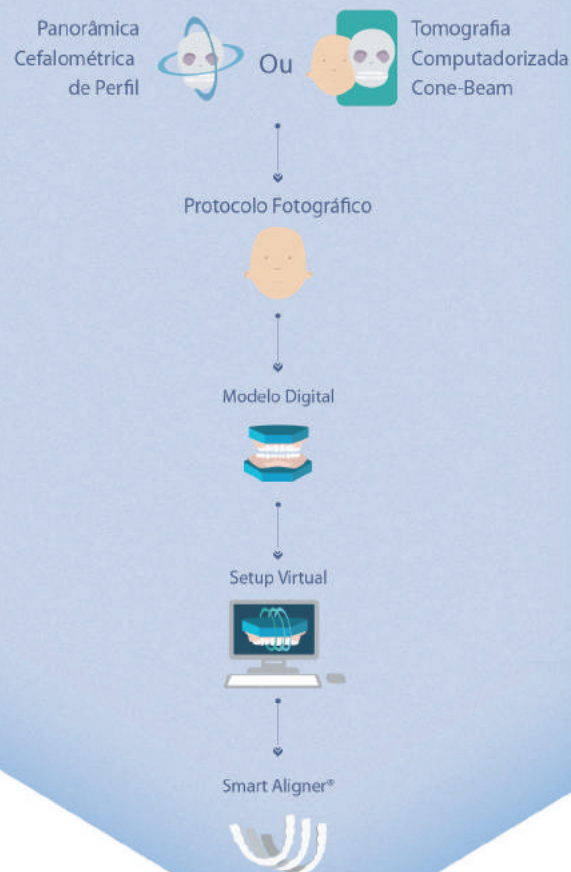 Panorâmica
Cefalométrica
de Perfil
Ou
Tomografia
Computadorizada
Cone-Beam
Protocolo Fotográfico
Modelo Digital
Setup Virtual
Smart Aligner®